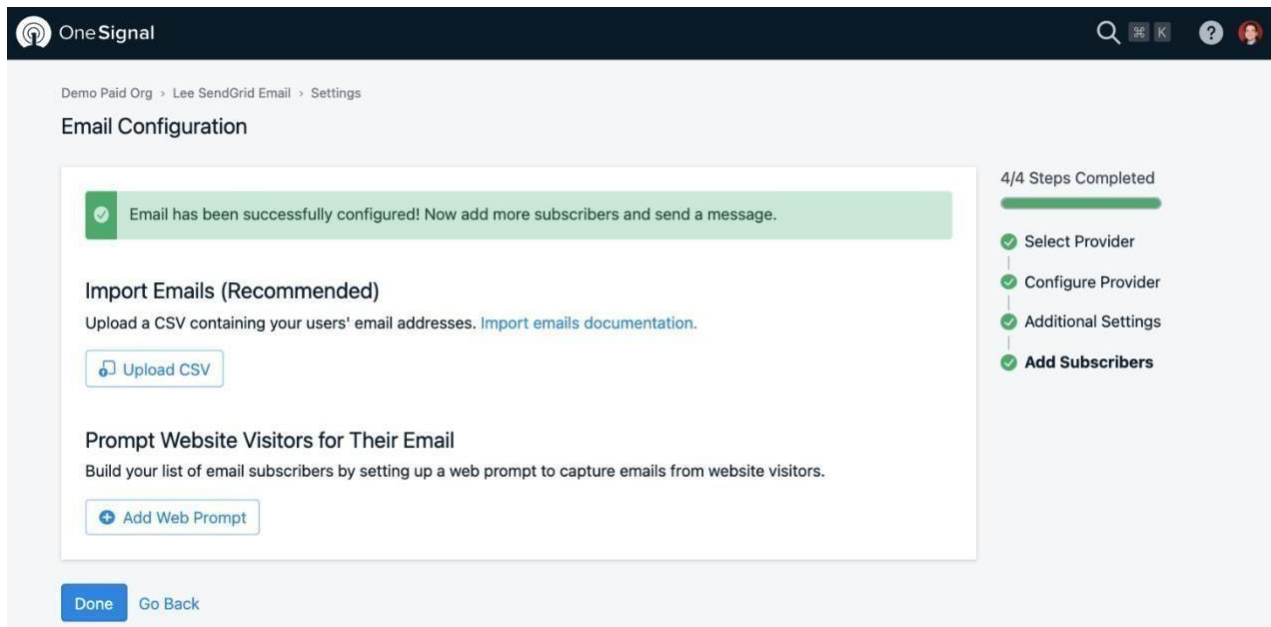 OneSignal
⌘ K
?
Demo Paid Org › Lee SendGrid Email › Settings
Email Configuration
Email has been successfully configured! Now add more subscribers and send a message.
Import Emails (Recommended)
Upload a CSV containing your users' email addresses. Import emails documentation.
Upload CSV
Prompt Website Visitors for Their Email
Build your list of email subscribers by setting up a web prompt to capture emails from website visitors.
Add Web Prompt
Done Go Back
4/4 Steps Completed
Select Provider
Configure Provider
Additional Settings
Add Subscribers